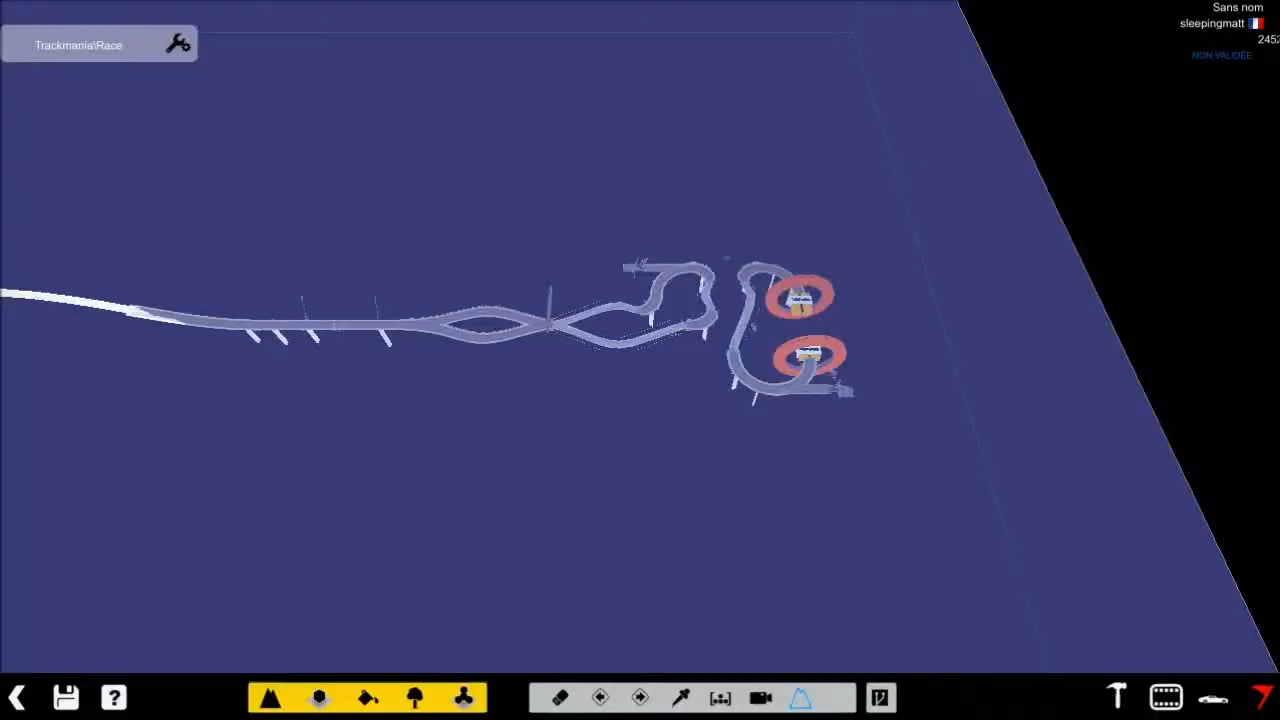 Trackmania\Race
Sans nom
sleepingmatt
2452
NON VALIDÉE
?